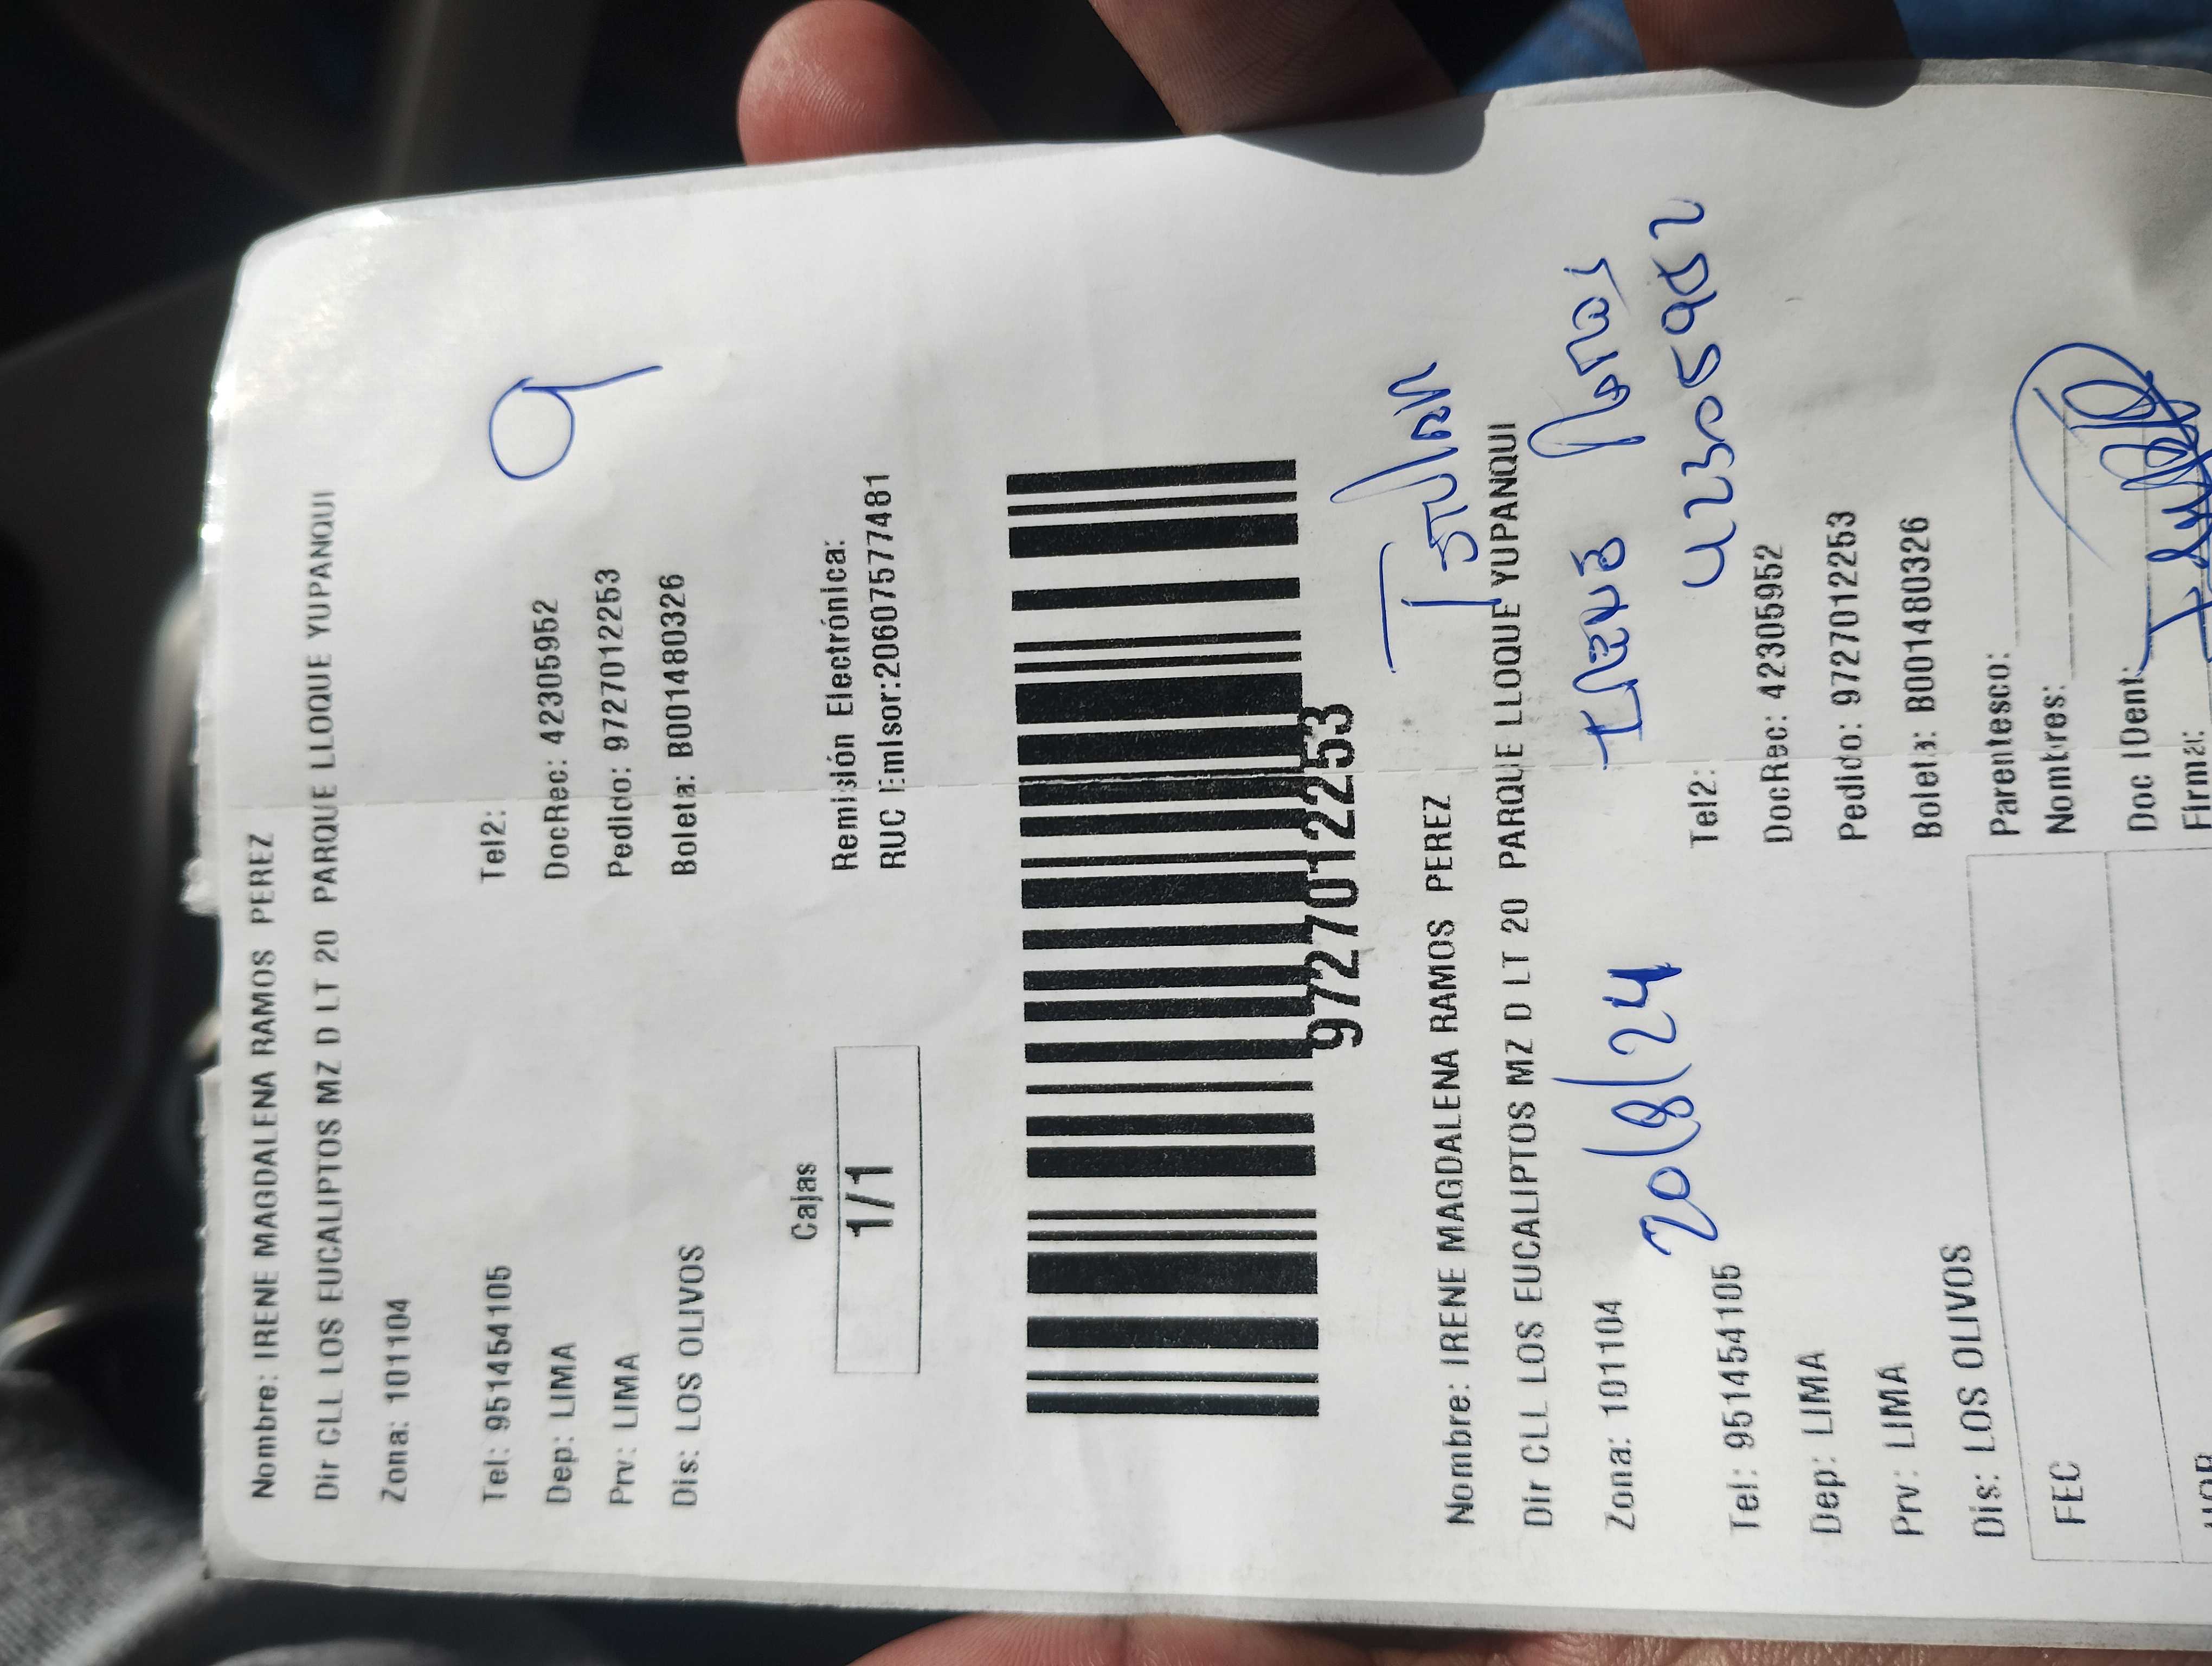 Nombre: IRENE MAGDALENA RAMOS PEREZ
Dir CLL LOS EUCALIPTOS MZ D LT 20 PARQUE LLOQUE YUPANQUI
Zona: 101104
9
Tel: 951454105 Tel2:
Dep: LIMA DocRec: 42305952
Prv: LIMA Pedido: 9727012253
Dis: LOS OLIVOS Boleta: B001480326
Cajas
1/1
Remisión Electrónica:
RUC Emisor:20607577481
9727012253
Titular
Nombre: IRENE MAGDALENA RAMOS PEREZ
Dir CLL LOS EUCALIPTOS MZ D LT 20 PARQUE LLOQUE YUPANQUI
Irene Ramos
Zona: 101104
20/8/24
42305952
Tel: 951454105 Tel2:
Dep: LIMA DocRec: 42305952
Prv: LIMA Pedido: 9727012253
Dis: LOS OLIVOS Boleta: B001480326
Parentesco:
FEC Nombres:
Doc IDent:
Firma: